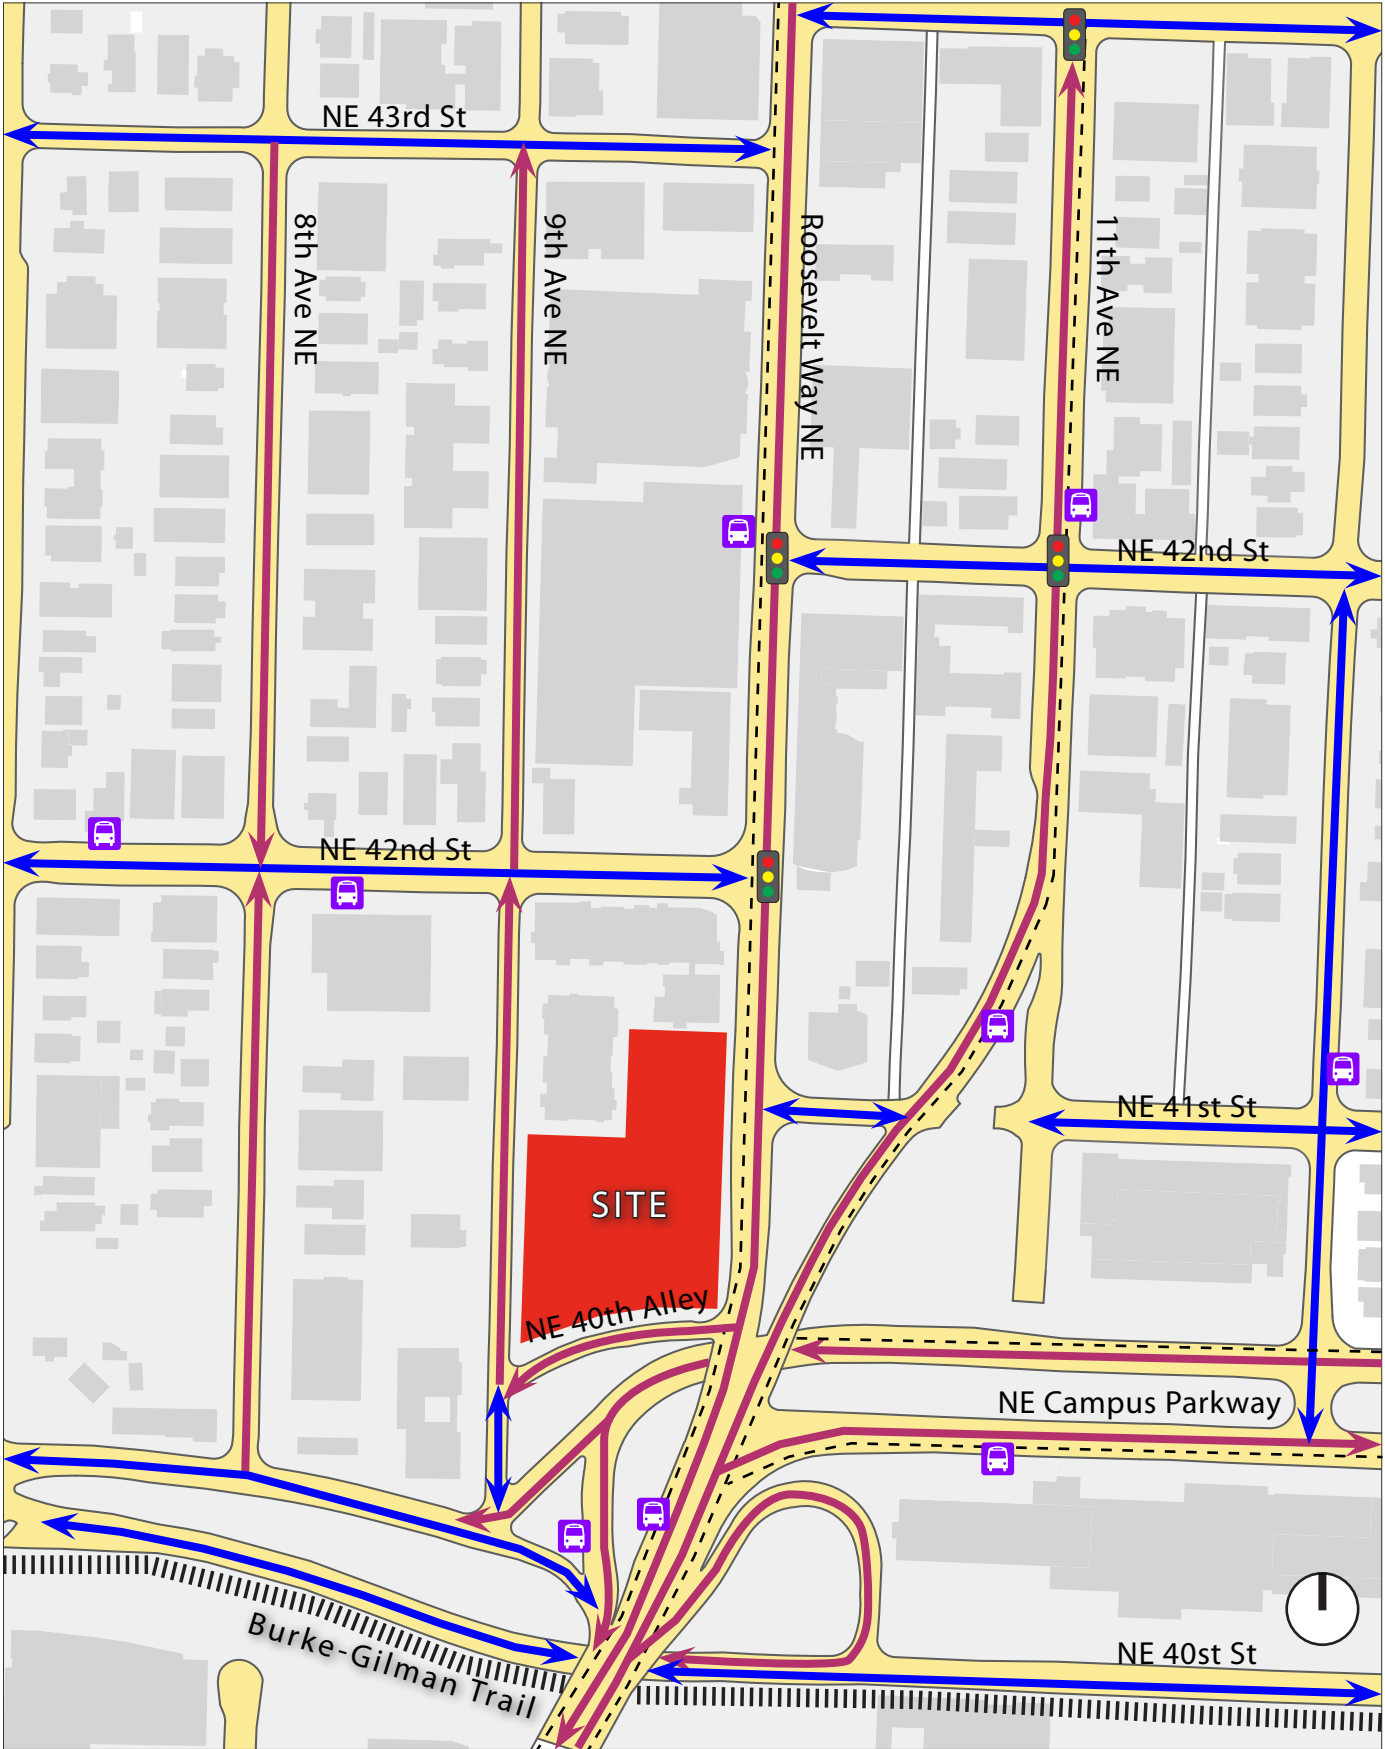 NE 43rd St
8th Ave NE
9th Ave NE
Roosevelt Way NE
11th Ave NE
NE 42nd St
NE 42nd St
NE 41st St
SITE
NE 40th Alley
NE Campus Parkway
Burke-Gilman Trail
NE 40st St